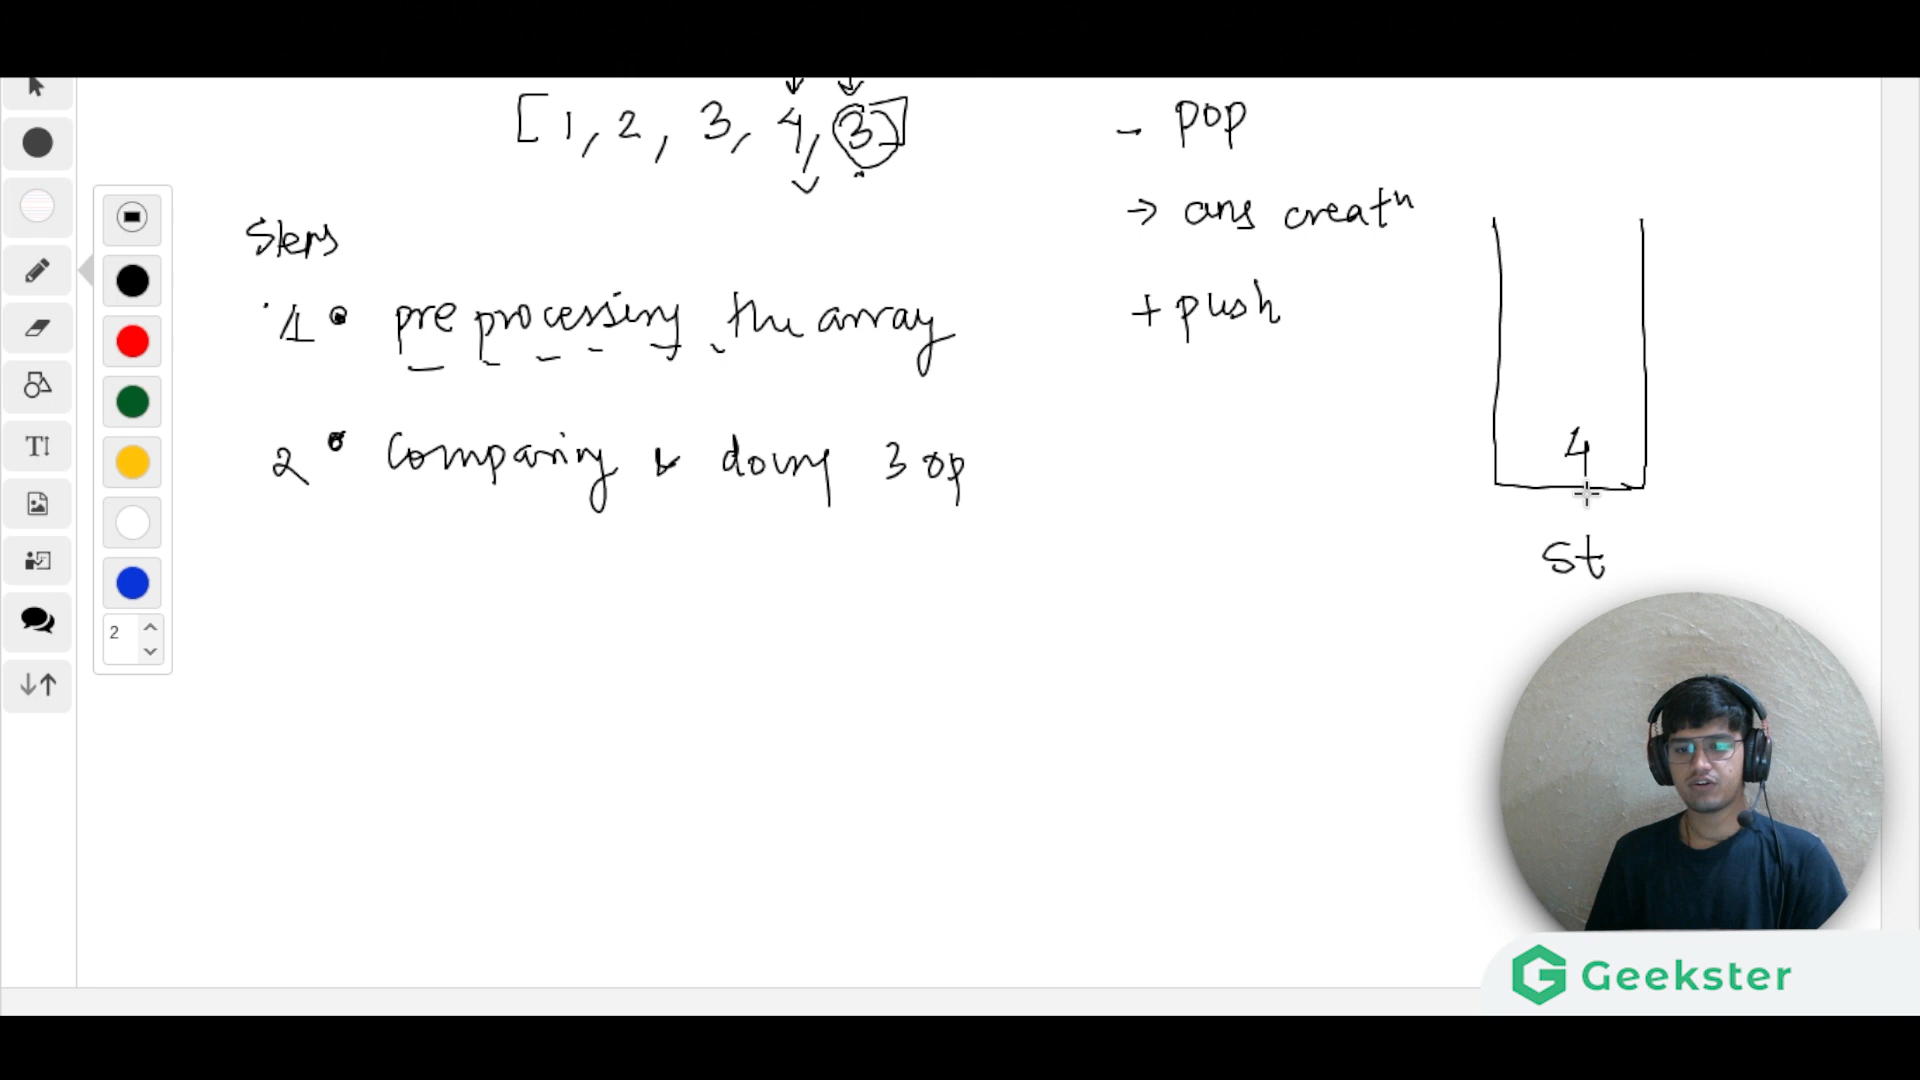 [1, 2, 3, 4, 3]
- pop
→ ans creatⁿ
+ push
Steps
1. pre processing the array
2. Comparing & doing 3 op
4
st
TI
2
Geekster